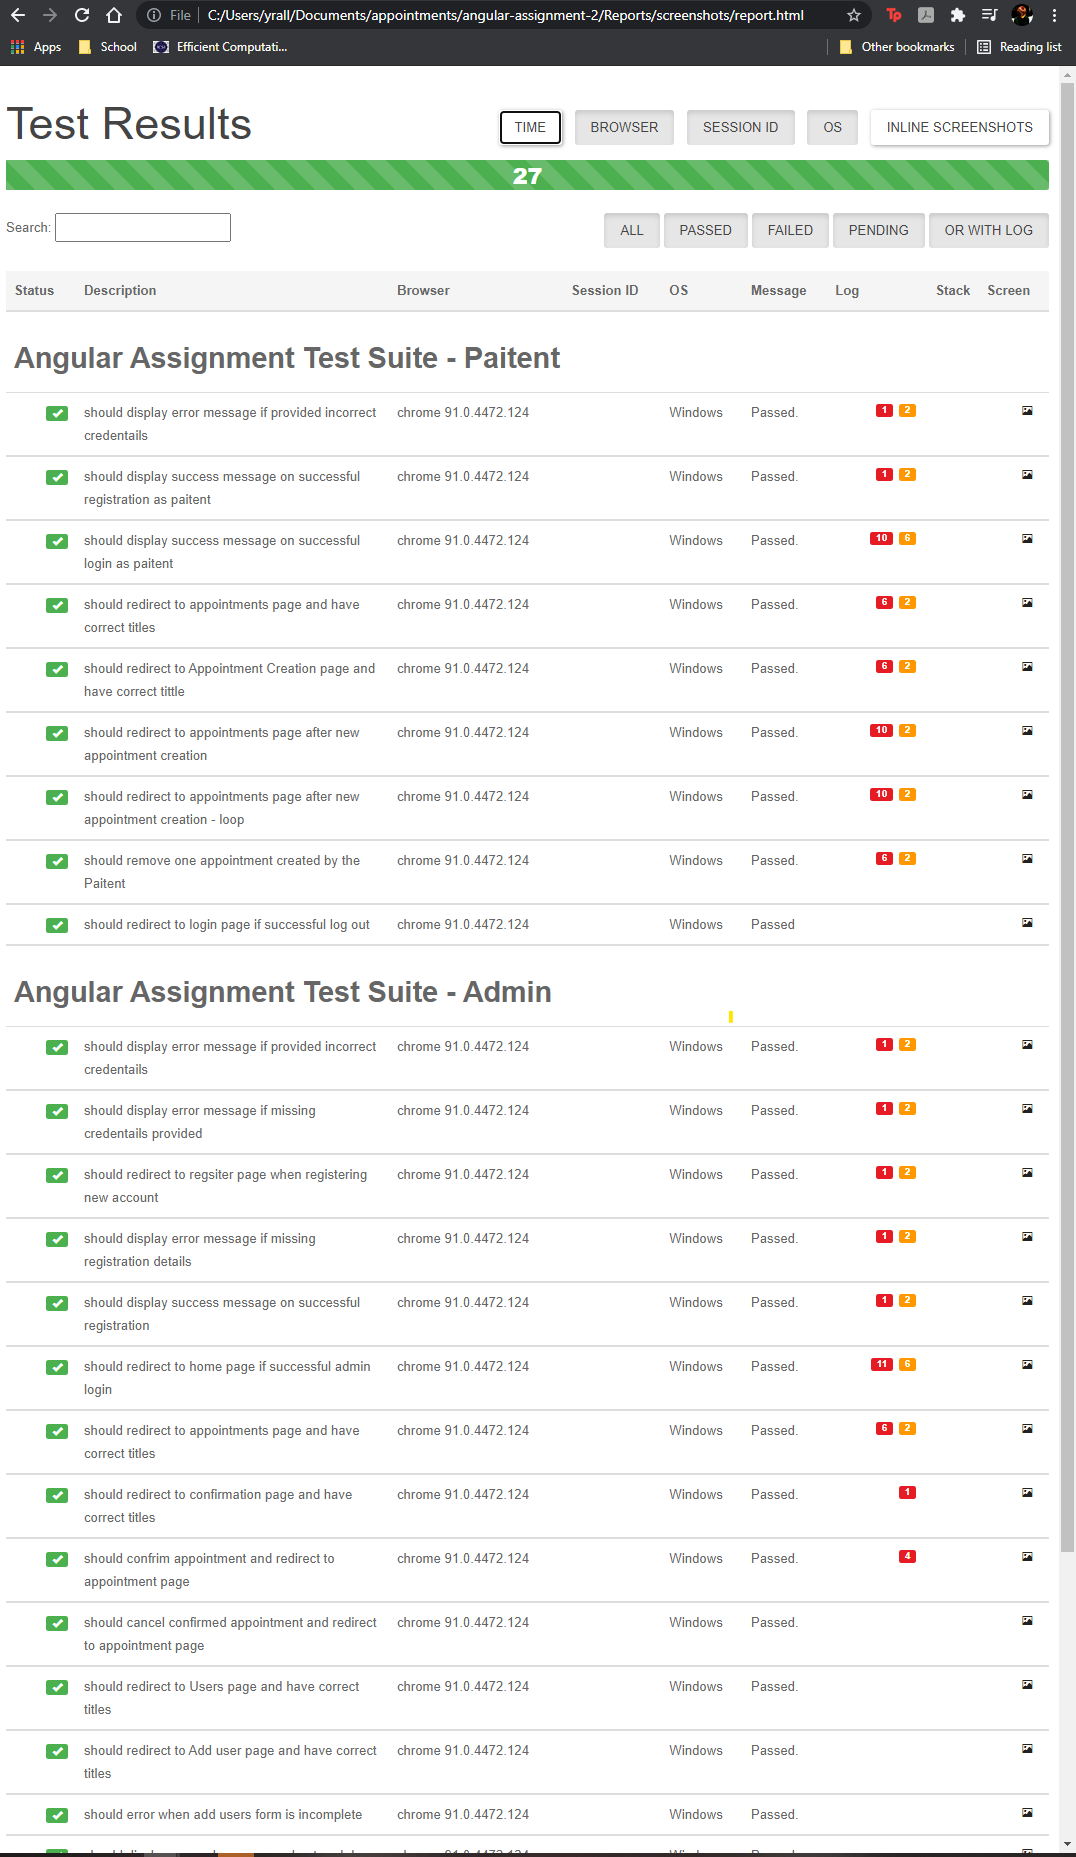 File C:/Users/yrall/Documents/appointments/angular-assignment-2/Reports/screenshots/report.html
Apps School Efficient Computati... Other bookmarks Reading list
Test Results TIME BROWSER SESSION ID OS INLINE SCREENSHOTS
27
Search: ALL PASSED FAILED PENDING OR WITH LOG
Status Description Browser Session ID OS Message Log Stack Screen
Angular Assignment Test Suite - Paitent
should display error message if provided incorrect chrome 91.0.4472.124 Windows Passed. 1 2
credentails
should display success message on successful chrome 91.0.4472.124 Windows Passed. 1 2
registration as paitent
should display success message on successful chrome 91.0.4472.124 Windows Passed. 10 6
login as paitent
should redirect to appointments page and have chrome 91.0.4472.124 Windows Passed. 6 2
correct titles
should redirect to Appointment Creation page and chrome 91.0.4472.124 Windows Passed. 6 2
have correct tittle
should redirect to appointments page after new chrome 91.0.4472.124 Windows Passed. 10 2
appointment creation
should redirect to appointments page after new chrome 91.0.4472.124 Windows Passed. 10 2
appointment creation - loop
should remove one appointment created by the chrome 91.0.4472.124 Windows Passed. 6 2
Paitent
should redirect to login page if successful log out chrome 91.0.4472.124 Windows Passed
Angular Assignment Test Suite - Admin
should display error message if provided incorrect chrome 91.0.4472.124 Windows Passed. 1 2
credentails
should display error message if missing chrome 91.0.4472.124 Windows Passed. 1 2
credentails provided
should redirect to regsiter page when registering chrome 91.0.4472.124 Windows Passed. 1 2
new account
should display error message if missing chrome 91.0.4472.124 Windows Passed. 1 2
registration details
should display success message on successful chrome 91.0.4472.124 Windows Passed. 1 2
registration
should redirect to home page if successful admin chrome 91.0.4472.124 Windows Passed. 11 6
login
should redirect to appointments page and have chrome 91.0.4472.124 Windows Passed. 6 2
correct titles
should redirect to confirmation page and have chrome 91.0.4472.124 Windows Passed. 1
correct titles
should confrim appointment and redirect to chrome 91.0.4472.124 Windows Passed. 4
appointment page
should cancel confirmed appointment and redirect chrome 91.0.4472.124 Windows Passed.
to appointment page
should redirect to Users page and have correct chrome 91.0.4472.124 Windows Passed.
titles
should redirect to Add user page and have correct chrome 91.0.4472.124 Windows Passed.
titles
should error when add users form is incomplete chrome 91.0.4472.124 Windows Passed.